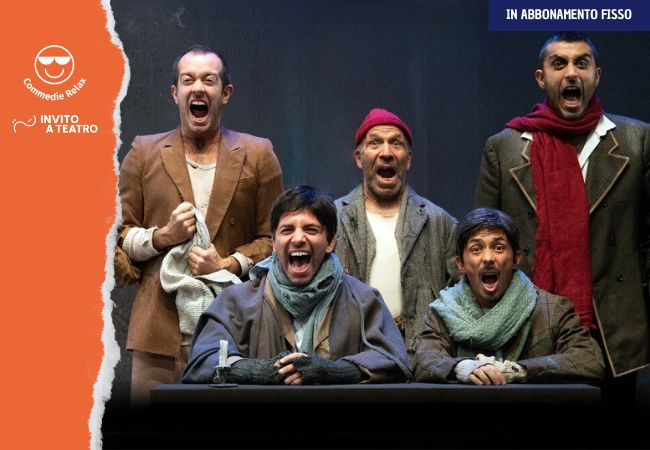 IN ABBONAMENTO FISSO
Commedie Relax
INVITO
A TEATRO